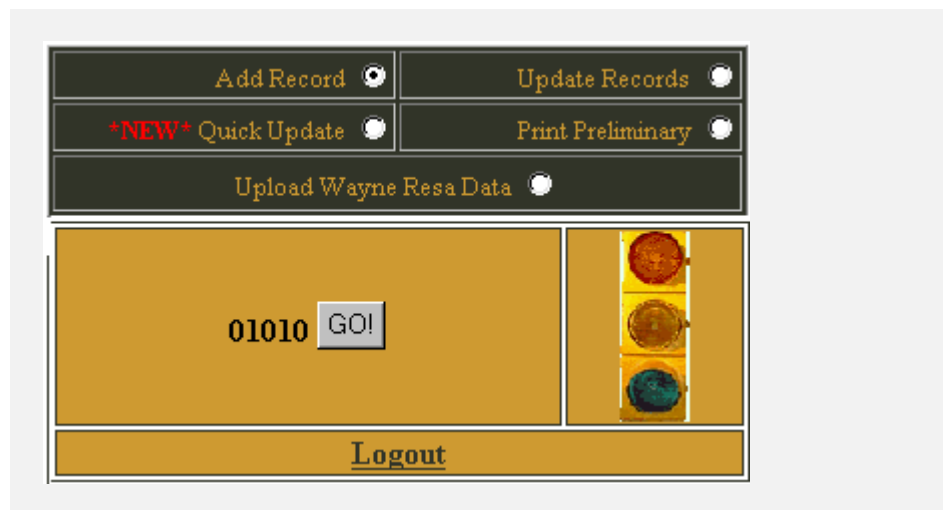 Add Record Update Records
*NEW* Quick Update Print Preliminary
Upload Wayne Resa Data
01010 GO!
Logout